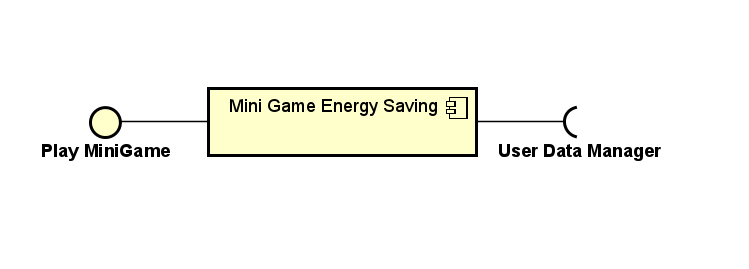 Mini Game Energy Saving
Play MiniGame
User Data Manager